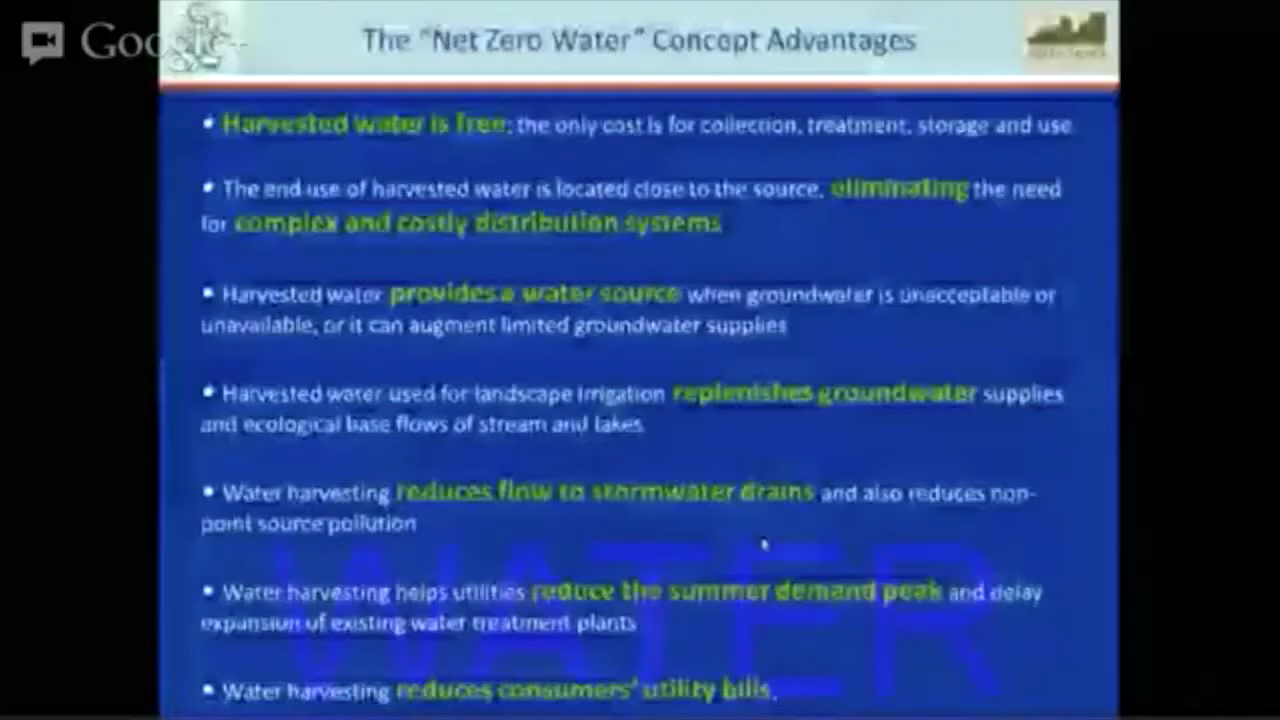 Google
The "Net Zero Water" Concept Advantages
• Harvested water is free; the only cost is for collection, treatment, storage and use
• The end use of harvested water is located close to the source, eliminating the need
for complex and costly distribution systems
• Harvested water provides a water source when groundwater is unacceptable or
unavailable, or it can augment limited groundwater supplies
• Harvested water used for landscape irrigation replenishes groundwater supplies
and ecological base flows of stream and lakes
• Water harvesting reduces flow to stormwater drains and also reduces non-
point source pollution
• Water harvesting helps utilities reduce the summer demand peak and delay
expansion of existing water treatment plants
• Water harvesting reduces consumers' utility bills.
WATER